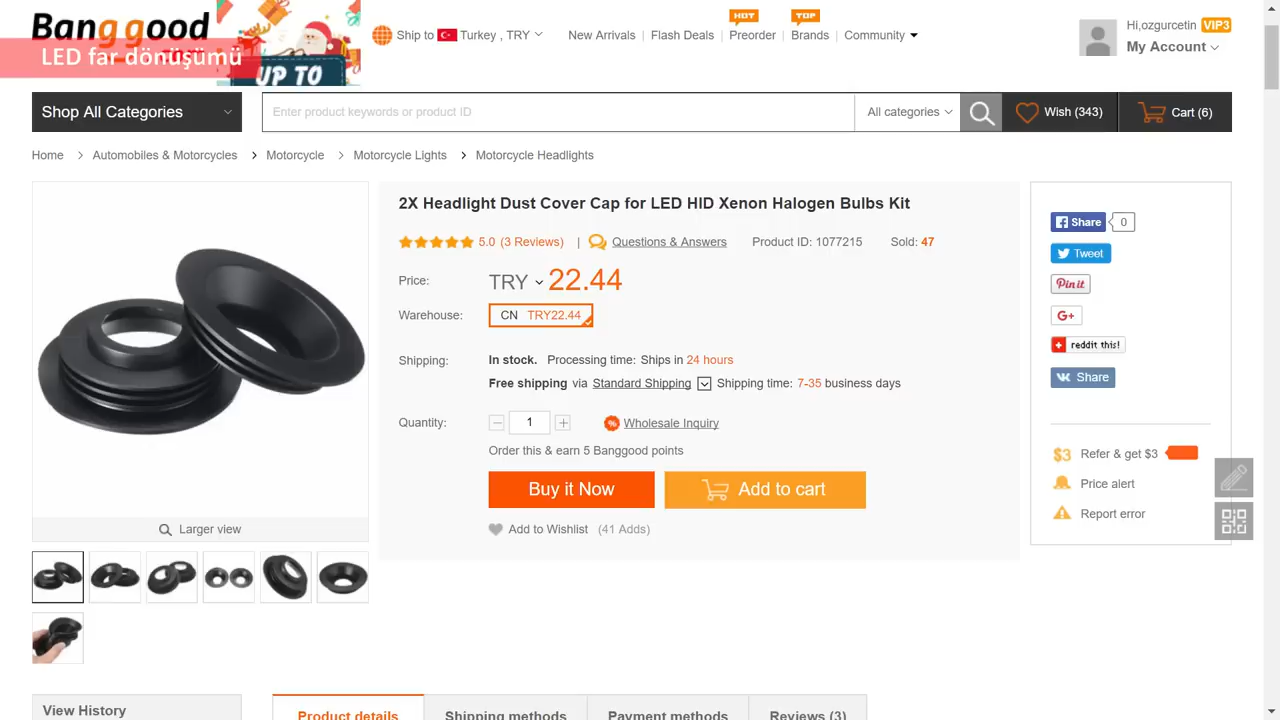 Banggood
LED far dönüşümü
UP TO
Ship to Turkey , TRY
New Arrivals
Flash Deals
HOT
Preorder
TOP
Brands
Community
Hi,ozgurcetin VIP3
My Account
Shop All Categories
Enter product keywords or product ID
All categories
Wish (343)
Cart (6)
Home > Automobiles & Motorcycles > Motorcycle > Motorcycle Lights > Motorcycle Headlights
2X Headlight Dust Cover Cap for LED HID Xenon Halogen Bulbs Kit
5.0 (3 Reviews) | Questions & Answers Product ID: 1077215 Sold: 47
Price: TRY 22.44
Warehouse: CN TRY22.44
Shipping: In stock. Processing time: Ships in 24 hours
Free shipping via Standard Shipping Shipping time: 7-35 business days
Quantity: 1 Wholesale Inquiry
Order this & earn 5 Banggood points
Buy it Now
Add to cart
Add to Wishlist (41 Adds)
Larger view
Share 0
Tweet
Pin it
G+
reddit this!
Share
$3 Refer & get $3
Price alert
Report error
View History
Product details
Shipping methods
Payment methods
Reviews (3)